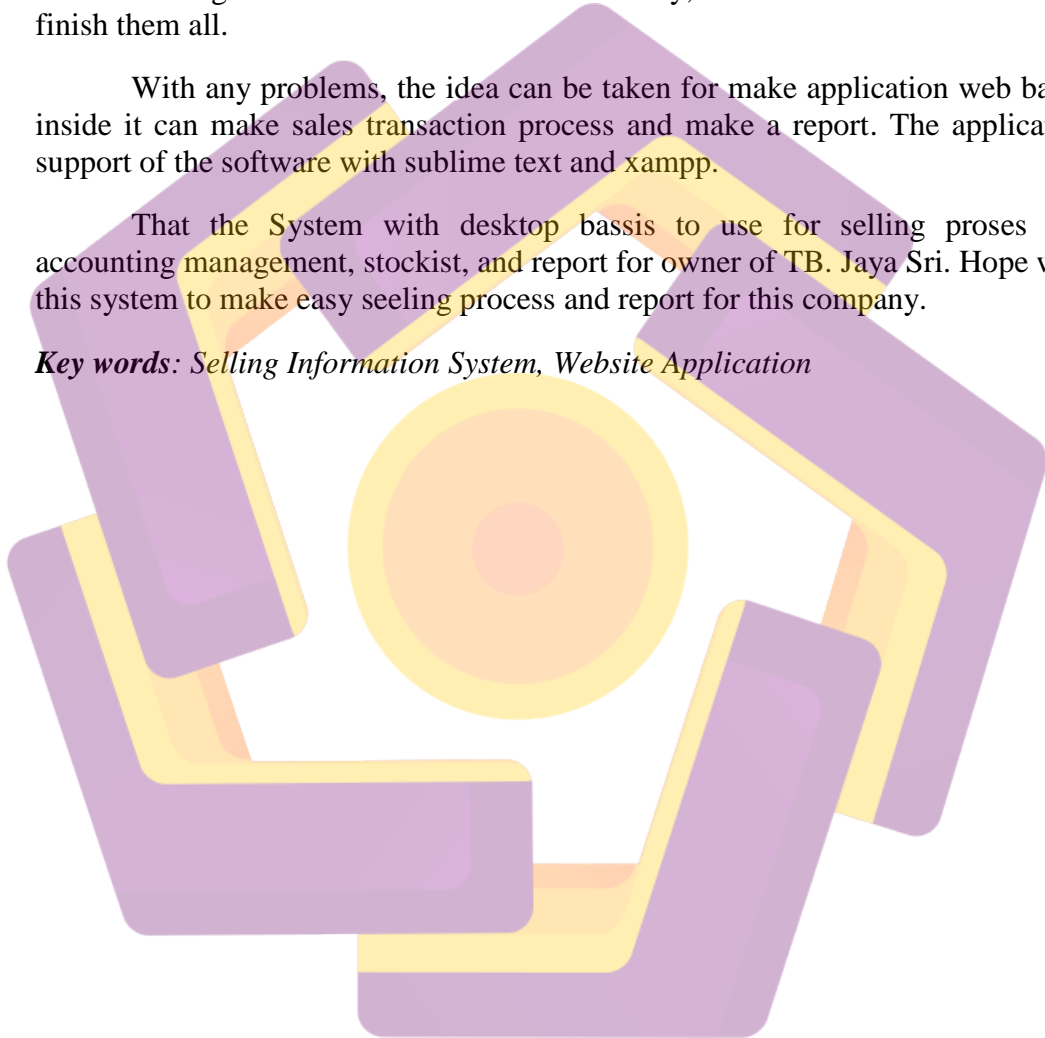 finish them all.
With any problems, the idea can be taken for make application web
inside it can make sales transaction process and make a report. The
support of the software with sublime text and xampp.
That the System with desktop bassis to use for selling proses
accounting management, stockist, and report for owner of TB. Jaya Sri. Hope
this system to make easy seeling process and report for this company.
Key words: Selling Information System, Website Application